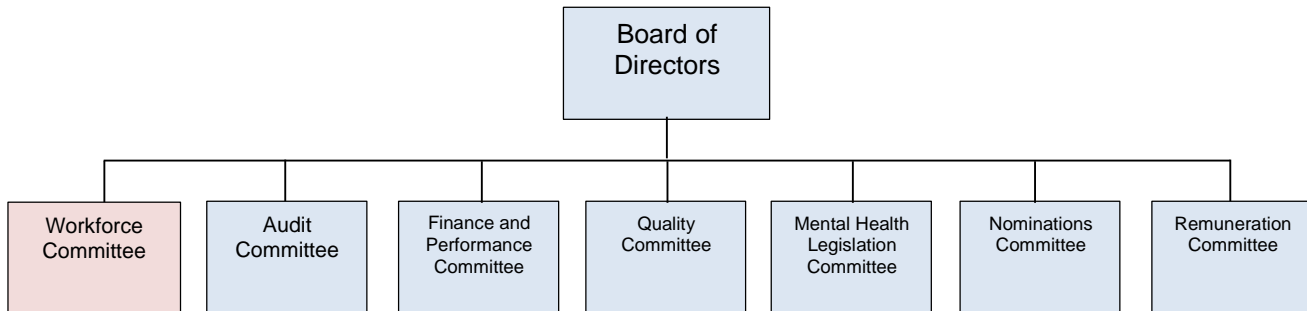 Board of
Directors
Workforce
Committee
Audit
Committee
Finance and
Performance
Committee
Quality
Committee
Mental Health
Legislation
Committee
Nominations
Committee
Remuneration
Committee